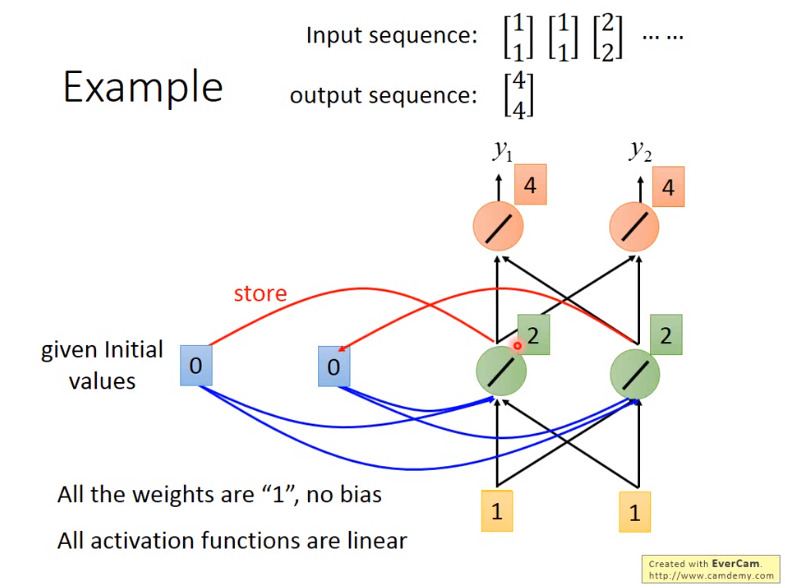 Example
Input sequence: [1 1] [1 1] [2 2] … …
output sequence: [4 4]
y₁ y₂
4 4
store
2 2
given Initial
values
0 0
All the weights are “1”, no bias
1 1
All activation functions are linear
Created with EverCam.
http://www.camdemy.com